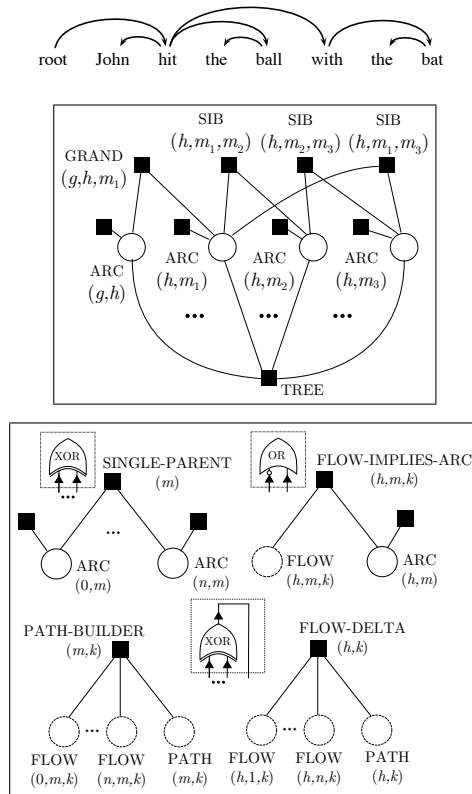 root John hit the ball with the bat
SIB SIB SIB
(h,m₁,m₂) (h,m₂,m₃) (h,m₁,m₃)
GRAND
(g,h,m₁)
ARC ARC ARC ARC
(g,h) (h,m₁) (h,m₂) (h,m₃)
... ... ...
TREE
XOR OR
... SINGLE-PARENT FLOW-IMPLIES-ARC
(m) (h,m,k)
...
ARC ARC FLOW ARC
(0,m) (n,m) (h,m,k) (h,m)
PATH-BUILDER XOR FLOW-DELTA
(m,k) ... (h,k)
... ...
FLOW FLOW PATH FLOW FLOW PATH
(0,m,k) (n,m,k) (m,k) (h,1,k) (h,n,k) (h,k)